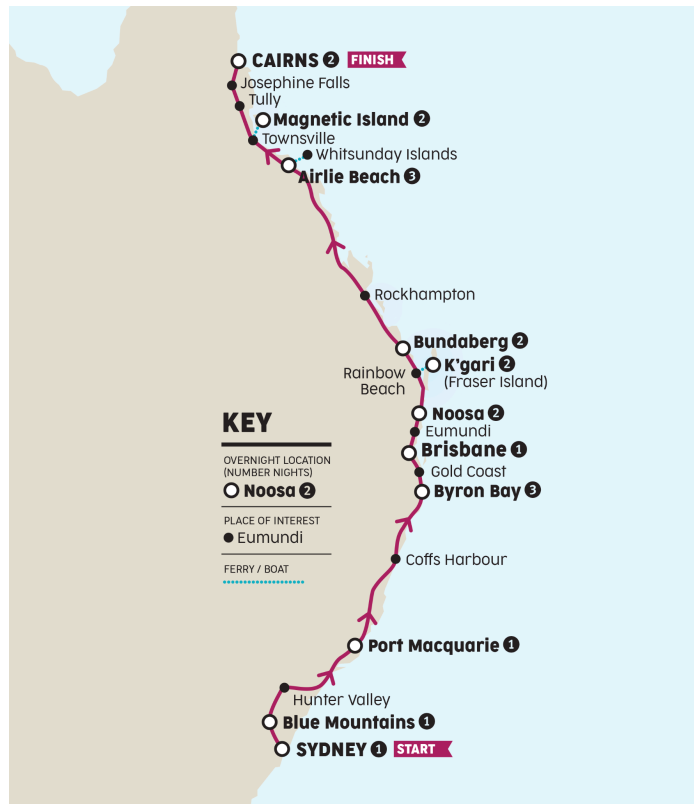 CAIRNS 2 FINISH
Josephine Falls
Tully
Magnetic Island 2
Townsville
Whitsunday Islands
Airlie Beach 3
Rockhampton
Bundaberg 2
K'gari 2
(Fraser Island)
Rainbow
Beach
Noosa 2
Eumundi
Brisbane 1
Gold Coast
Byron Bay 3
Coffs Harbour
Port Macquarie 1
Hunter Valley
Blue Mountains 1
SYDNEY 1 START
KEY
OVERNIGHT LOCATION
(NUMBER NIGHTS)
Noosa 2
PLACE OF INTEREST
Eumundi
FERRY / BOAT